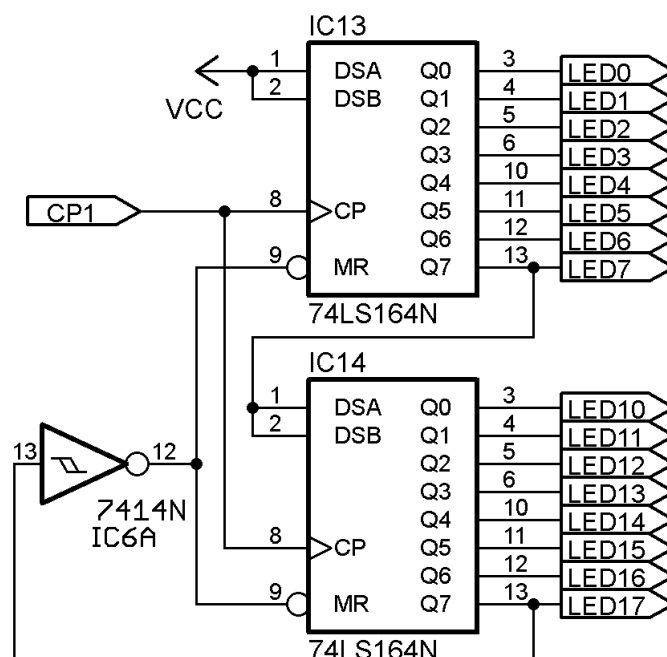 IC13
1 DSA Q0 3 LED0
VCC 2 DSB Q1 4 LED1
Q2 5 LED2
Q3 6 LED3
Q4 10 LED4
CP1 8 CP Q5 11 LED5
Q6 12 LED6
9 MR Q7 13 LED7
74LS164N
IC14
1 DSA Q0 3 LED10
2 DSB Q1 4 LED11
13 12 Q2 5 LED12
7414N Q3 6 LED13
IC6A Q4 10 LED14
8 CP Q5 11 LED15
Q6 12 LED16
9 MR Q7 13 LED17
74LS164N